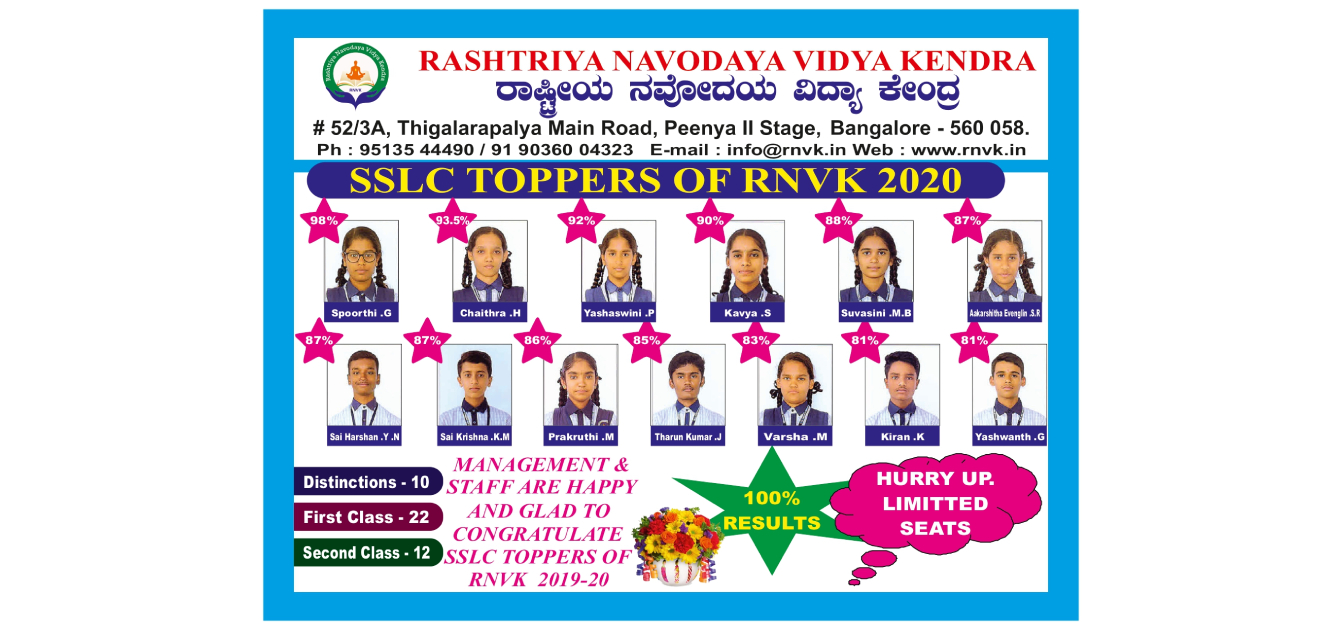 Rashtriya Navodaya Vidya Kendra
RNVK
RASHTRIYA NAVODAYA VIDYA KENDRA
ರಾಷ್ಟ್ರೀಯ ನವೋದಯ ವಿದ್ಯಾ ಕೇಂದ್ರ
# 52/3A, Thigalarapalya Main Road, Peenya II Stage, Bangalore - 560 058.
Ph : 95135 44490 / 91 90360 04323 E-mail : info@rnvk.in Web : www.rnvk.in
SSLC TOPPERS OF RNVK 2020
98% 93.5% 92% 90% 88% 87%
Spoorthi .G Chaithra .H Yashaswini .P Kavya .S Suvasini .M.B Aakarshitha Evenglin .S.R
87% 87% 86% 85% 83% 81% 81%
Sai Harshan .Y .N Sai Krishna .K.M Prakruthi .M Tharun Kumar .J Varsha .M Kiran .K Yashwanth .G
Distinctions - 10
First Class - 22
Second Class - 12
MANAGEMENT &
STAFF ARE HAPPY
AND GLAD TO
CONGRATULATE
SSLC TOPPERS OF
RNVK 2019-20
100%
RESULTS
HURRY UP.
LIMITTED
SEATS